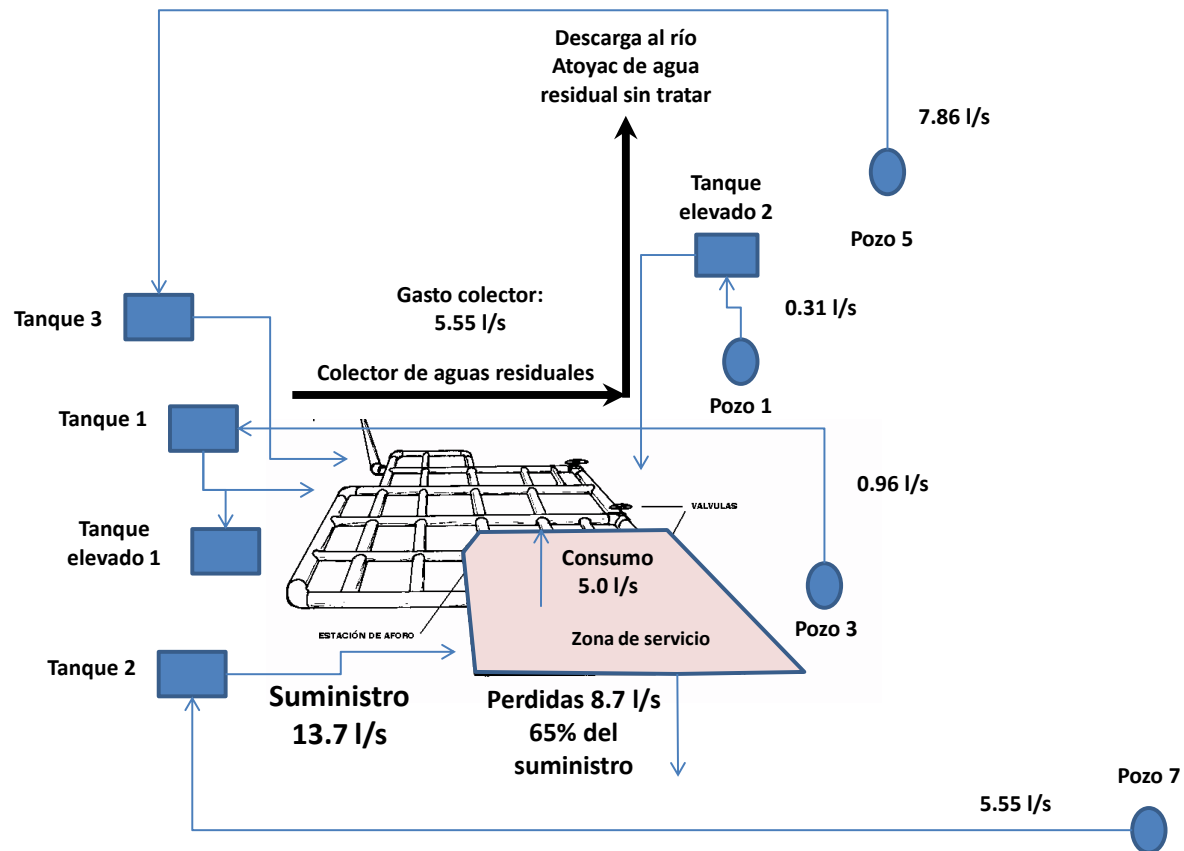 Descarga al río
Atoyac de agua
residual sin tratar
7.86 l/s
Tanque
elevado 2
Pozo 5
Gasto colector:
5.55 l/s
0.31 l/s
Tanque 3
Colector de aguas residuales
Pozo 1
Tanque 1
0.96 l/s
VALVULAS
Tanque
elevado 1
Consumo
5.0 l/s
ESTACIÓN DE AFORO
Zona de servicio
Pozo 3
Tanque 2
Suministro
13.7 l/s
Perdidas 8.7 l/s
65% del
suministro
Pozo 7
5.55 l/s